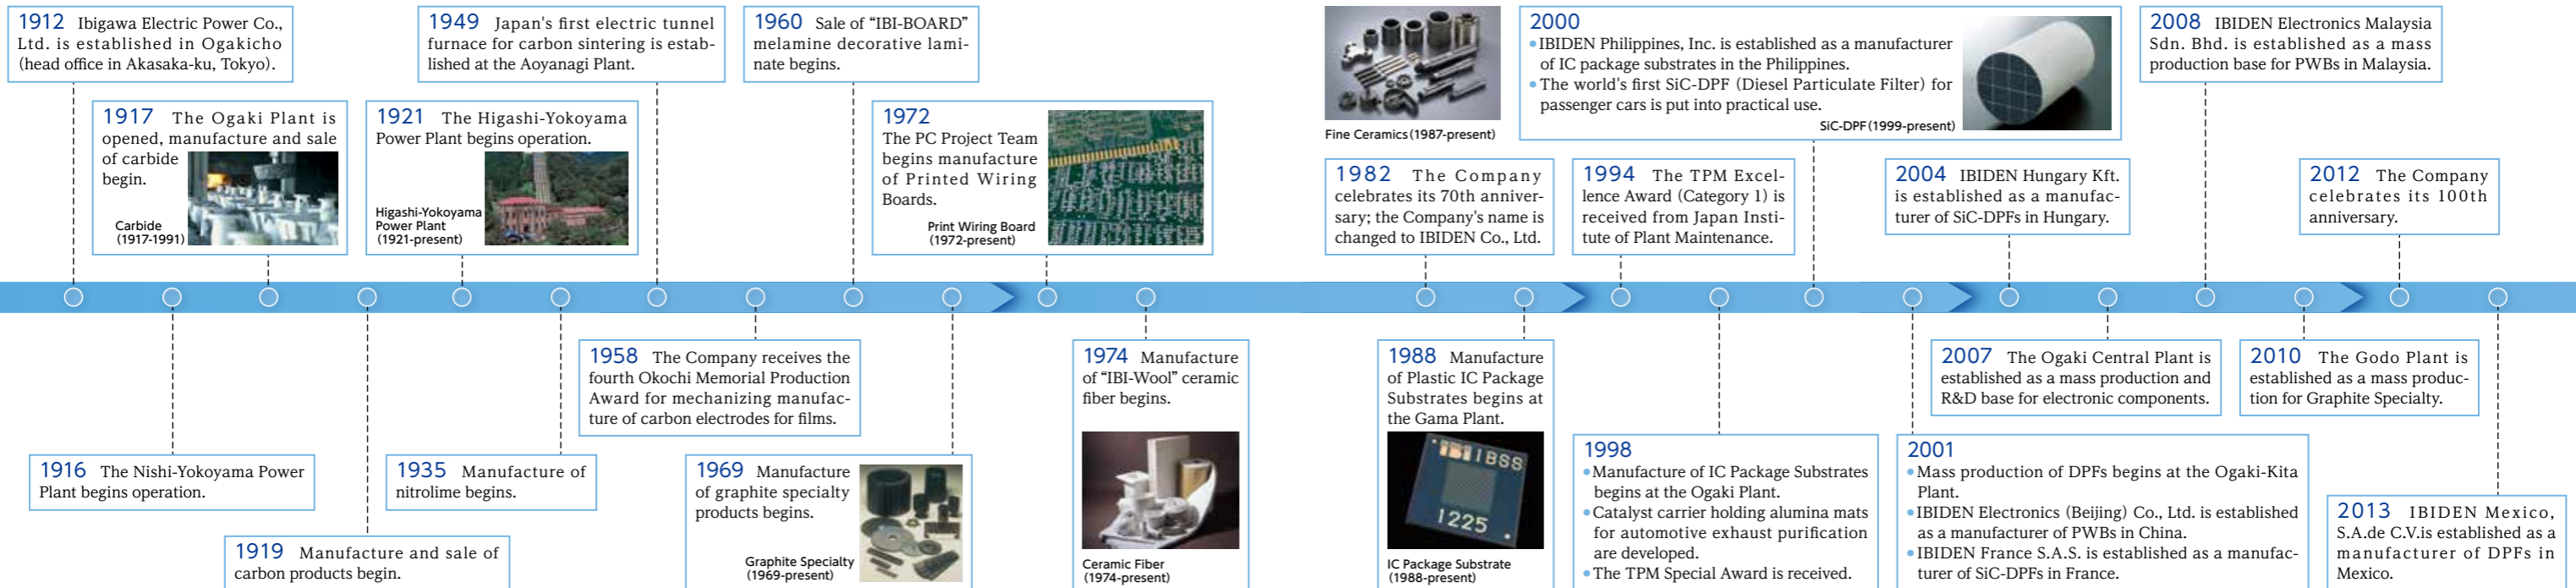 1912 Ibigawa Electric Power Co.,
Ltd. is established in Ogakicho
(head office in Akasaka-ku, Tokyo).
1949 Japan's first electric tunnel
furnace for carbon sintering is estab-
lished at the Aoyanagi Plant.
1960 Sale of “IBI-BOARD”
melamine decorative lami-
nate begins.
1917 The Ogaki Plant is
opened, manufacture and sale
of carbide
begin.
Carbide
(1917-1991)
1921 The Higashi-Yokoyama
Power Plant begins operation.
Higashi-Yokoyama
Power Plant
(1921-present)
1972
The PC Project Team
begins manufacture
of Printed Wiring
Boards.
Print Wiring Board
(1972-present)
Fine Ceramics (1987-present)
2000
•IBIDEN Philippines, Inc. is established as a manufacturer
of IC package substrates in the Philippines.
•The world's first SiC-DPF (Diesel Particulate Filter) for
passenger cars is put into practical use.
SiC-DPF (1999-present)
2008 IBIDEN Electronics Malaysia
Sdn. Bhd. is established as a mass
production base for PWBs in Malaysia.
1982 The Company
celebrates its 70th anniver-
sary; the Company's name is
changed to IBIDEN Co., Ltd.
1994 The TPM Excel-
lence Award (Category 1) is
received from Japan Insti-
tute of Plant Maintenance.
2004 IBIDEN Hungary Kft.
is established as a manufac-
turer of SiC-DPFs in Hungary.
2012 The Company
celebrates its 100th
anniversary.
1958 The Company receives the
fourth Okochi Memorial Production
Award for mechanizing manufac-
ture of carbon electrodes for films.
1974 Manufacture
of “IBI-Wool” ceramic
fiber begins.
Ceramic Fiber
(1974-present)
1988 Manufacture
of Plastic IC Package
Substrates begins at
the Gama Plant.
IBIIBSS
1225
IC Package Substrate
(1988-present)
2007 The Ogaki Central Plant is
established as a mass production and
R&D base for electronic components.
2010 The Godo Plant is
established as a mass produc-
tion for Graphite Specialty.
1916 The Nishi-Yokoyama Power
Plant begins operation.
1935 Manufacture of
nitrolime begins.
1969 Manufacture
of graphite specialty
products begins.
Graphite Specialty
(1969-present)
1919 Manufacture and sale of
carbon products begin.
1998
•Manufacture of IC Package Substrates
begins at the Ogaki Plant.
•Catalyst carrier holding alumina mats
for automotive exhaust purification
are developed.
•The TPM Special Award is received.
2001
•Mass production of DPFs begins at the Ogaki-Kita
Plant.
•IBIDEN Electronics (Beijing) Co., Ltd. is established
as a manufacturer of PWBs in China.
•IBIDEN France S.A.S. is established as a manufac-
turer of SiC-DPFs in France.
2013 IBIDEN Mexico,
S.A.de C.V.is established as a
manufacturer of DPFs in
Mexico.